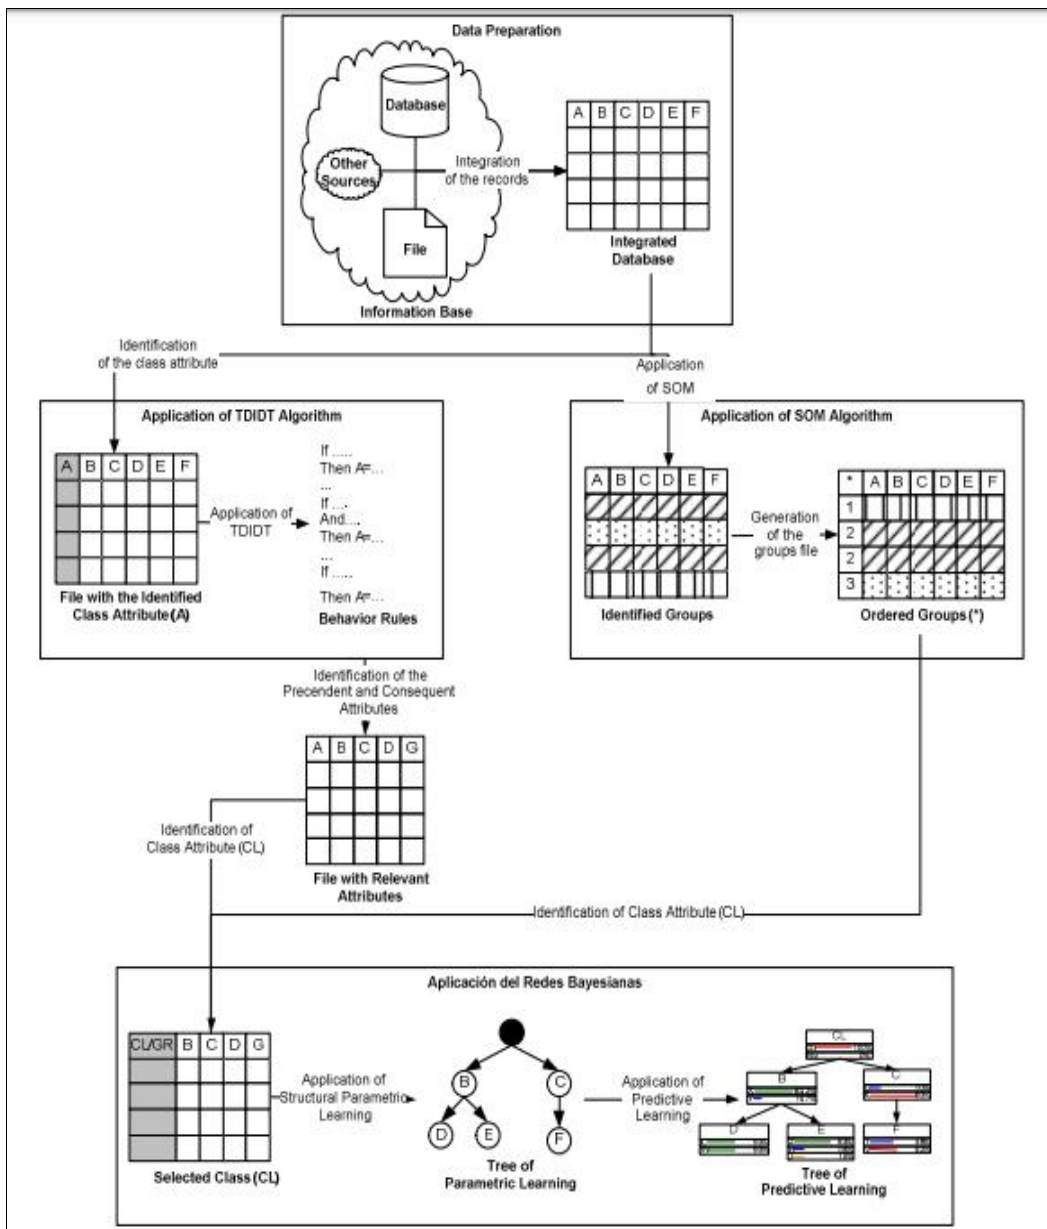 Data Preparation
Database
Other
Sources
File
Information Base
Integration
of the records
A B C D E F
Integrated
Database
Identification
of the class attribute
Application
of SOM
Application of TDIDT Algorithm
A B C D E F
Application of
TDIDT
If .....
Then A=...
...
If ....
And....
Then A=...
...
If .....
Then A=...
File with the Identified
Class Attribute (A)
Behavior Rules
Application of SOM Algorithm
A B C D E F
Identified Groups
Generation
of the
groups file
* A B C D E F
1
2
2
3
Ordered Groups (*)
Identification of the
Precendent and Consequent
Attributes
A B C D G
File with Relevant
Attributes
Identification of
Class Attribute (CL)
Identification of Class Attribute (CL)
Aplicación del Redes Bayesianas
CL/GR B C D G
Selected Class (CL)
Application of
Structural Parametric
Learning
B C
D E F
Tree of
Parametric Learning
Application of
Predictive
Learning
CL
B C
D E F
Tree of
Predictive Learning